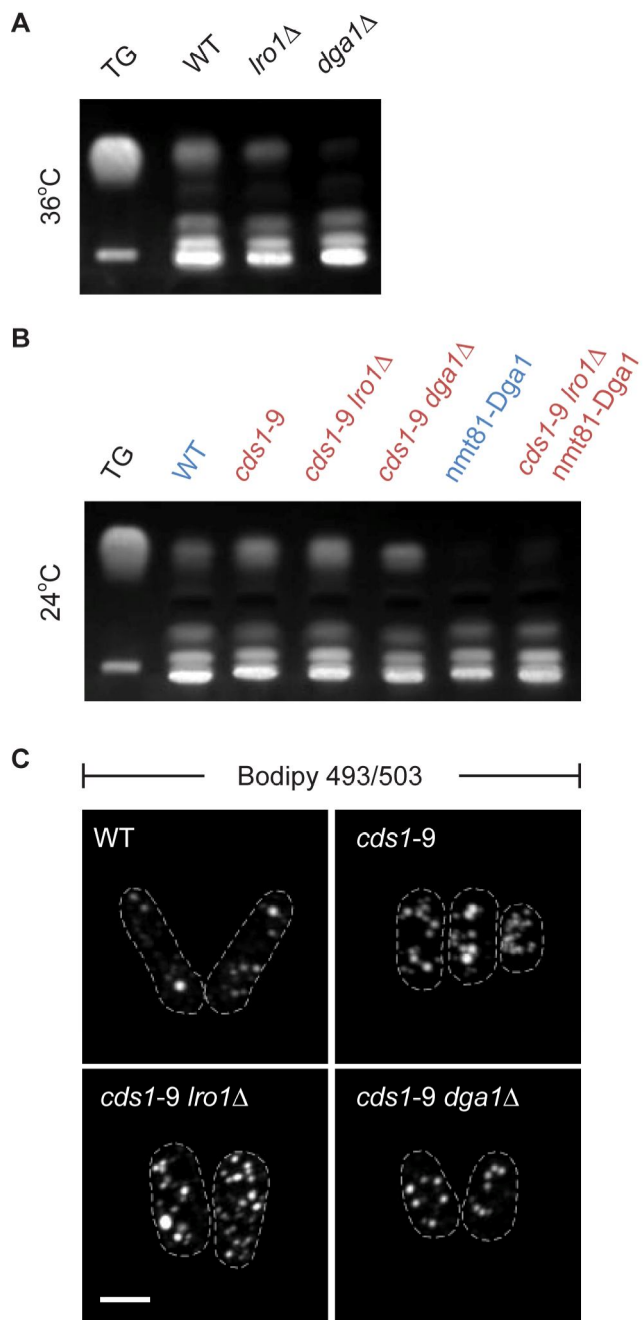 A
TG WT lro1Δ dga1Δ
36°C
B
TG WT cds1-9 cds1-9 lro1Δ cds1-9 dga1Δ nmt81-Dga1 cds1-9 lro1Δ
nmt81-Dga1
24°C
C
Bodipy 493/503
WT cds1-9
cds1-9 lro1Δ cds1-9 dga1Δ